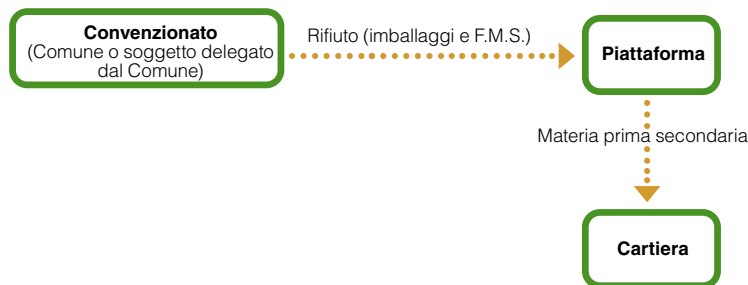 Convenzionato
(Comune o soggetto delegato
dal Comune)
Rifiuto (imballaggi e F.M.S.)
Piattaforma
Materia prima secondaria
Cartiera